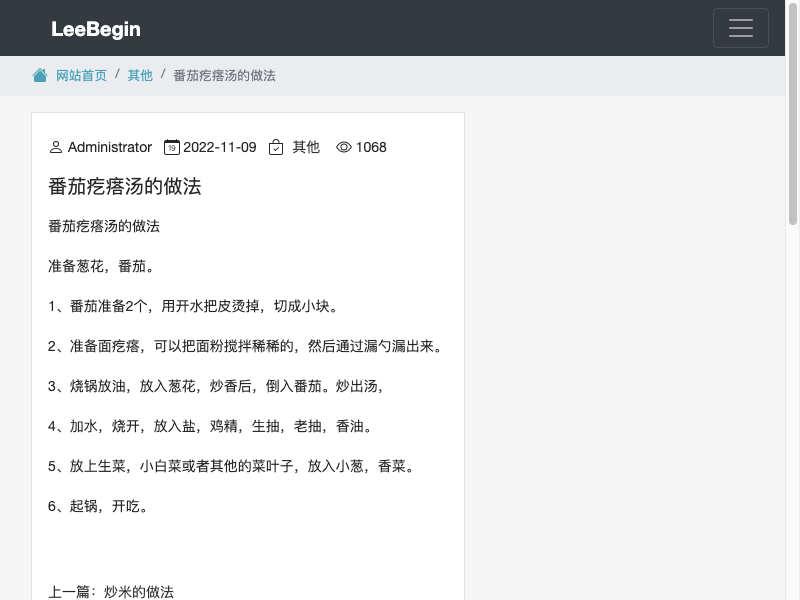 LeeBegin
网站首页 / 其他 / 番茄疙瘩汤的做法
Administrator 19 2022-11-09 其他 1068
番茄疙瘩汤的做法
番茄疙瘩汤的做法
准备葱花，番茄。
1、番茄准备2个，用开水把皮烫掉，切成小块。
2、准备面疙瘩，可以把面粉搅拌稀稀的，然后通过漏勺漏出来。
3、烧锅放油，放入葱花，炒香后，倒入番茄。炒出汤，
4、加水，烧开，放入盐，鸡精，生抽，老抽，香油。
5、放上生菜，小白菜或者其他的菜叶子，放入小葱，香菜。
6、起锅，开吃。
上一篇：炒米的做法